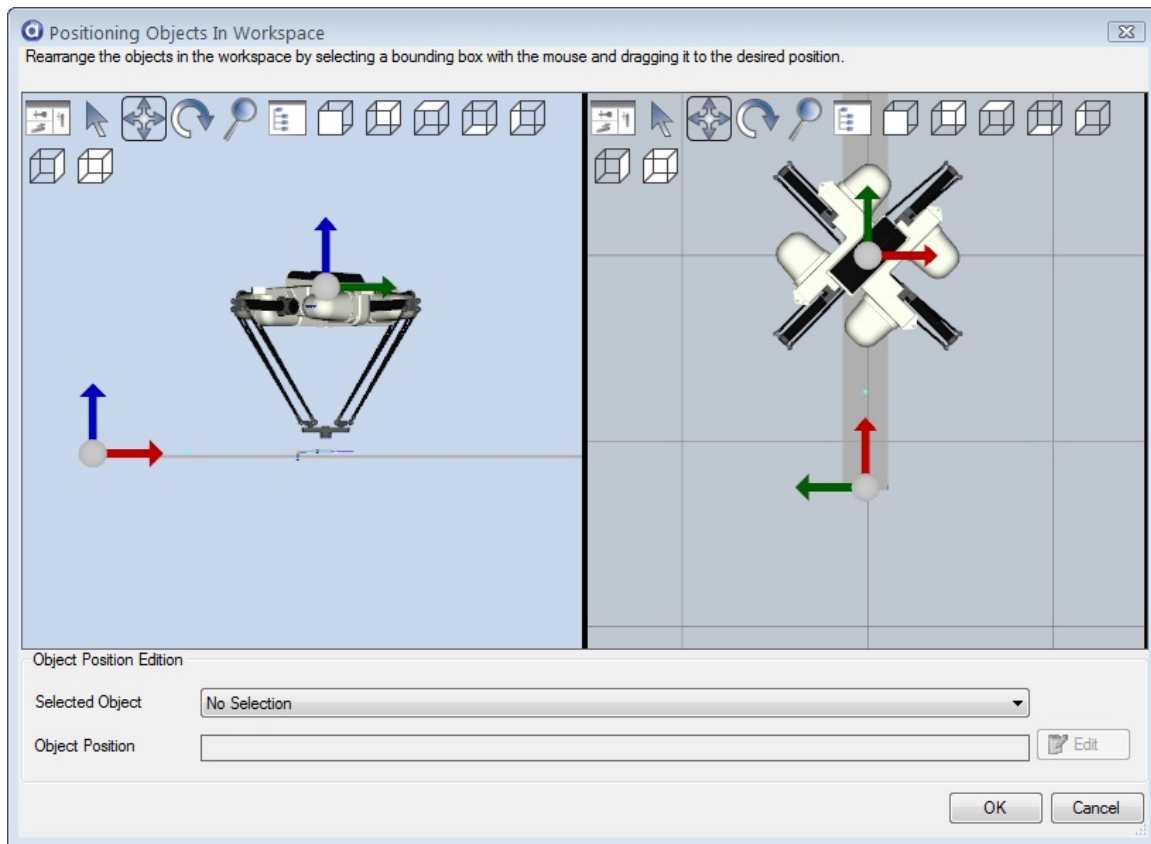 Positioning Objects In Workspace
Rearrange the objects in the workspace by selecting a bounding box with the mouse and dragging it to the desired position.
Object Position Edition
Selected Object
No Selection
Object Position
Edit
OK
Cancel